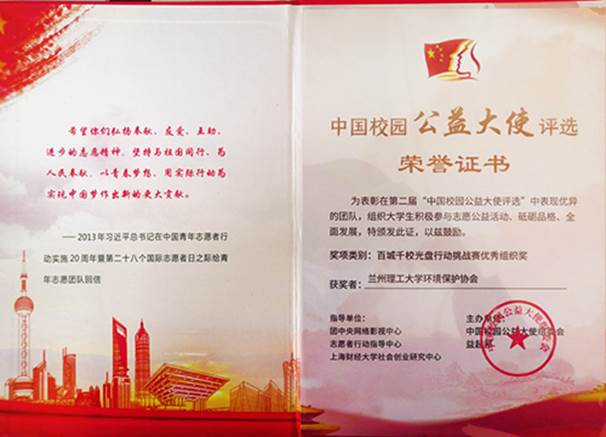 希望你们弘扬奉献、友爱、互助、
进步的志愿精神，坚持与祖国同行、为
人民奉献，以青春梦想、用实际行动为
实现中国梦作出新的更大贡献。
——2013年习近平总书记在中国青年志愿者行
动实施20周年暨第二十八个国际志愿者日之际给青
年志愿团队回信
中国校园公益大使评选
荣誉证书
为表彰在第二届“中国校园公益大使评选”中表现优异
的团队，组织大学生积极参与志愿公益活动、砥砺品格、全
面发展，特颁发此证，以兹鼓励。
奖项类别：百城千校光盘行动挑战赛优秀组织奖
获奖者：兰州理工大学环境保护协会
指导单位：
团中央网络影视中心
志愿者行动指导中心
上海财经大学社会创业研究中心
主办单位：
中国校园公益大使组委会